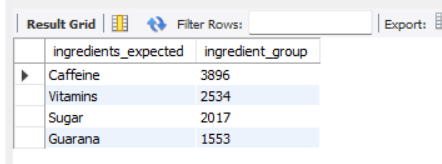 Result Grid Filter Rows: Export:
ingredients_expected ingredient_group
Caffeine 3896
Vitamins 2534
Sugar 2017
Guarana 1553